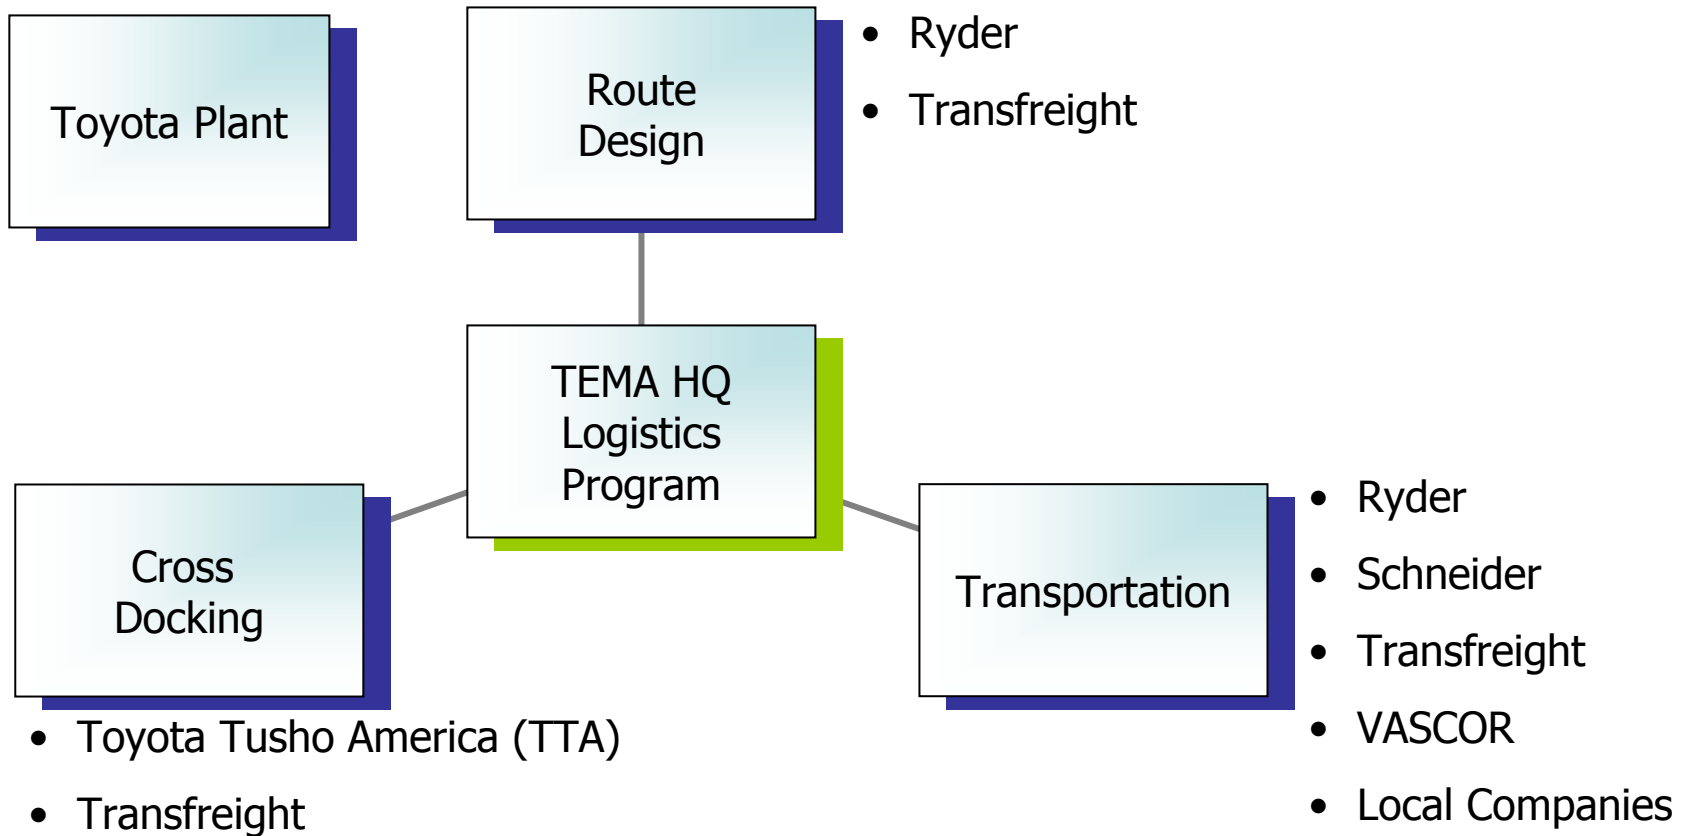 Toyota Plant
Route
Design
• Ryder
• Transfreight
TEMA HQ
Logistics
Program
Cross
Docking
• Toyota Tusho America (TTA)
• Transfreight
Transportation
• Ryder
• Schneider
• Transfreight
• VASCOR
• Local Companies